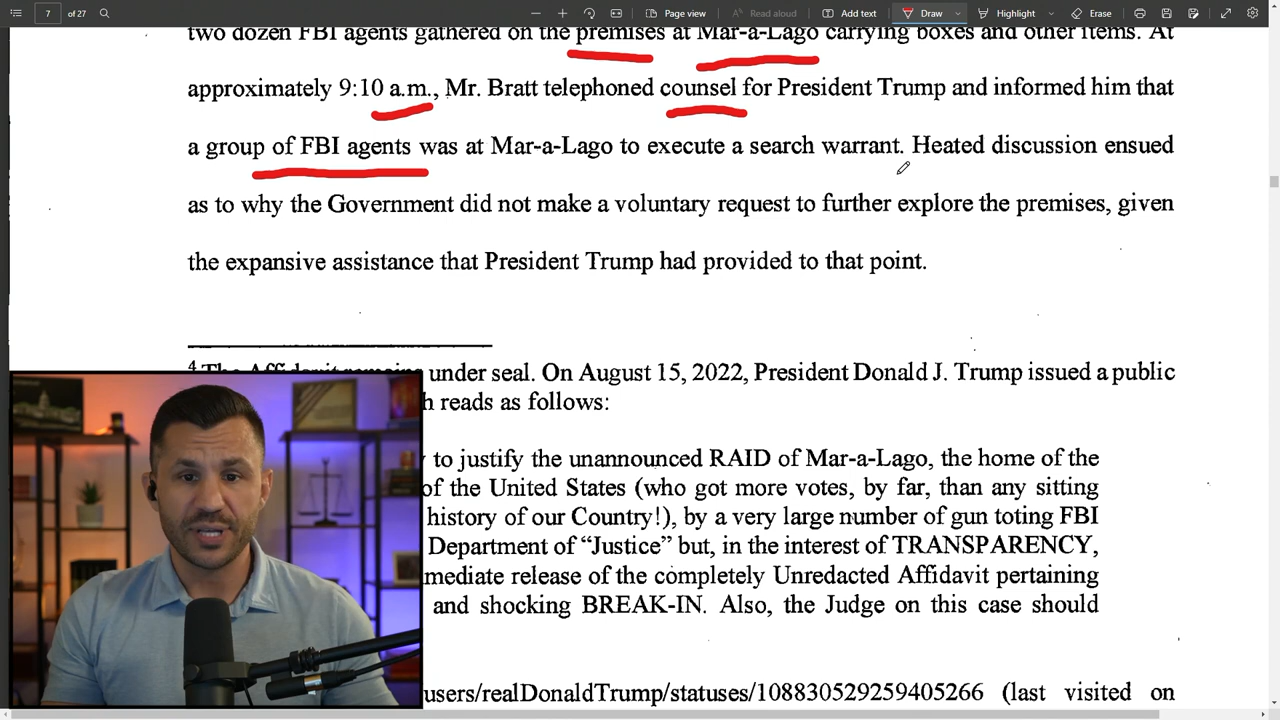 7 of 27 Page view Read aloud Add text Draw Highlight Erase
two dozen FBI agents gathered on the premises at Mar-a-Lago carrying boxes and other items. At
approximately 9:10 a.m., Mr. Bratt telephoned counsel for President Trump and informed him that
a group of FBI agents was at Mar-a-Lago to execute a search warrant. Heated discussion ensued
as to why the Government did not make a voluntary request to further explore the premises, given
the expansive assistance that President Trump had provided to that point.
4 The Affidavit remains under seal. On August 15, 2022, President Donald J. Trump issued a public
h reads as follows:
to justify the unannounced RAID of Mar-a-Lago, the home of the
of the United States (who got more votes, by far, than any sitting
history of our Country!), by a very large number of gun toting FBI
Department of “Justice” but, in the interest of TRANSPARENCY,
mediate release of the completely Unredacted Affidavit pertaining
and shocking BREAK-IN. Also, the Judge on this case should
users/realDonaldTrump/statuses/108830529259405266 (last visited on